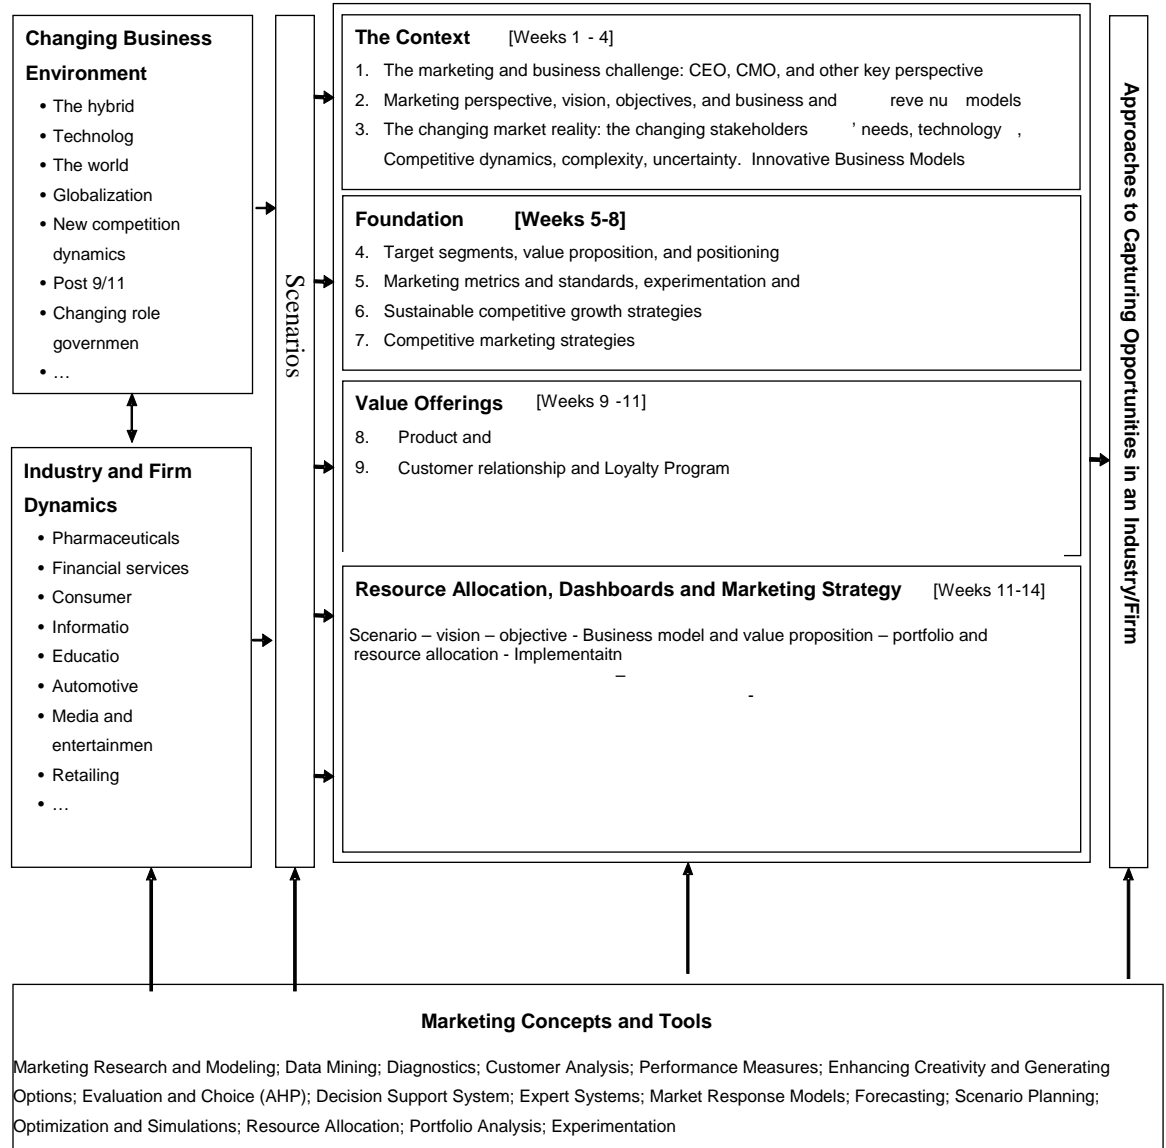 Changing Business
Environment
• The hybrid
• Technolog
• The world
• Globalization
• New competition
dynamics
• Post 9/11
• Changing role
governmen
• …
Industry and Firm
Dynamics
• Pharmaceuticals
• Financial services
• Consumer
• Informatio
• Educatio
• Automotive
• Media and
entertainmen
• Retailing
• …
Scenarios
The Context [Weeks 1 - 4]
1. The marketing and business challenge: CEO, CMO, and other key perspective
2. Marketing perspective, vision, objectives, and business and reve nu models
3. The changing market reality: the changing stakeholders ’ needs, technology ,
Competitive dynamics, complexity, uncertainty. Innovative Business Models
Foundation [Weeks 5-8]
4. Target segments, value proposition, and positioning
5. Marketing metrics and standards, experimentation and
6. Sustainable competitive growth strategies
7. Competitive marketing strategies
Value Offerings [Weeks 9 -11]
8. Product and
9. Customer relationship and Loyalty Program
Resource Allocation, Dashboards and Marketing Strategy [Weeks 11-14]
Scenario – vision – objective - Business model and value proposition – portfolio and
resource allocation - Implementaitn
–
-
Approaches to Capturing Opportunities in an Industry/Firm
Marketing Concepts and Tools
Marketing Research and Modeling; Data Mining; Diagnostics; Customer Analysis; Performance Measures; Enhancing Creativity and Generating
Options; Evaluation and Choice (AHP); Decision Support System; Expert Systems; Market Response Models; Forecasting; Scenario Planning;
Optimization and Simulations; Resource Allocation; Portfolio Analysis; Experimentation